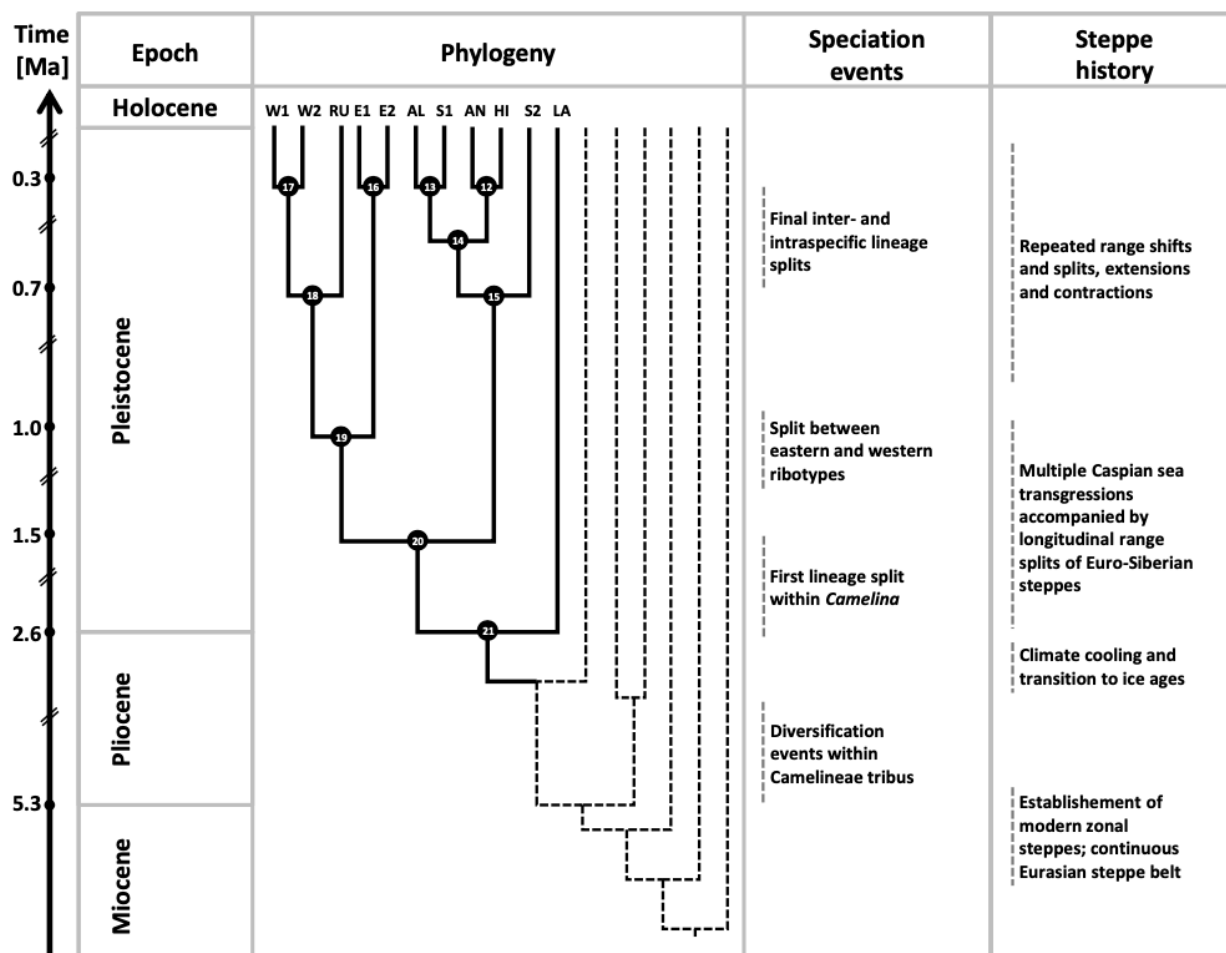 Time
[Ma]
Epoch
Phylogeny
Speciation
events
Steppe
history
Holocene
W1 W2 RU E1 E2 AL S1 AN HI S2 LA
0.3
17 16 13 12
14
0.7
18 15
Pleistocene
1.0
19
1.5
20
2.6
21
Pliocene
5.3
Miocene
Final inter- and
intraspecific lineage
splits
Split between
eastern and western
ribotypes
First lineage split
within Camelina
Diversification
events within
Camelineae tribus
Repeated range shifts
and splits, extensions
and contractions
Multiple Caspian sea
transgressions
accompanied by
longitudinal range
splits of Euro-Siberian
steppes
Climate cooling and
transition to ice ages
Establishement of
modern zonal
steppes; continuous
Eurasian steppe belt